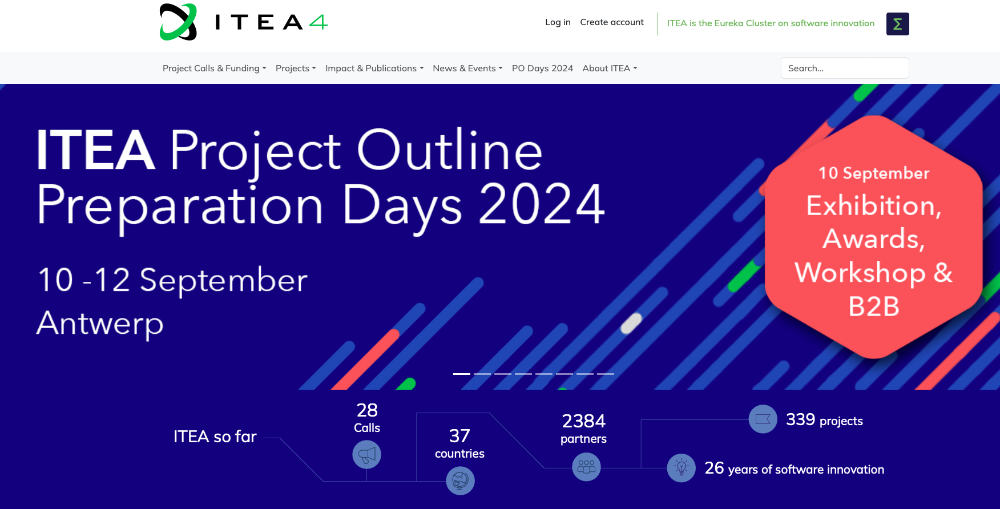 ITEA4
Log in
Create account
ITEA is the Eureka Cluster on software innovation
Project Calls & Funding
Projects
Impact & Publications
News & Events
PO Days 2024
About ITEA
Search...
ITEA Project Outline
Preparation Days 2024
10 -12 September
Antwerp
10 September
Exhibition,
Awards,
Workshop &
B2B
ITEA so far
28
Calls
37
countries
2384
partners
339 projects
26 years of software innovation